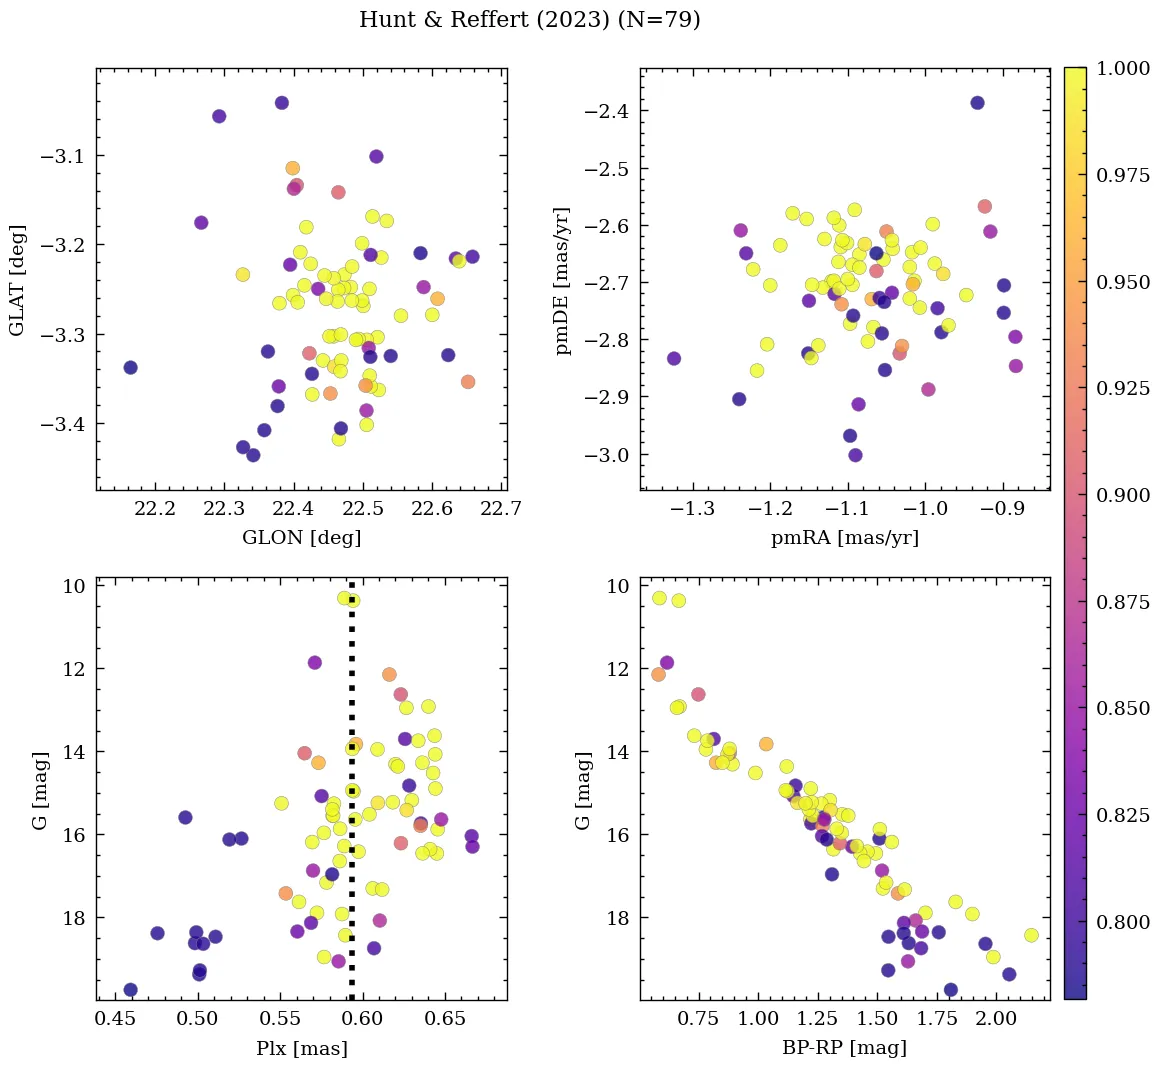 Hunt & Reffert (2023) (N=79)
−3.1
−3.2
−3.3
−3.4
GLAT [deg]
22.2 22.3 22.4 22.5 22.6 22.7
GLON [deg]
−2.4
−2.5
−2.6
−2.7
−2.8
−2.9
−3.0
pmDE [mas/yr]
−1.3 −1.2 −1.1 −1.0 −0.9
pmRA [mas/yr]
1.000
0.975
0.950
0.925
0.900
0.875
0.850
0.825
0.800
10
12
14
16
18
G [mag]
0.45 0.50 0.55 0.60 0.65
Plx [mas]
10
12
14
16
18
G [mag]
0.75 1.00 1.25 1.50 1.75 2.00
BP-RP [mag]